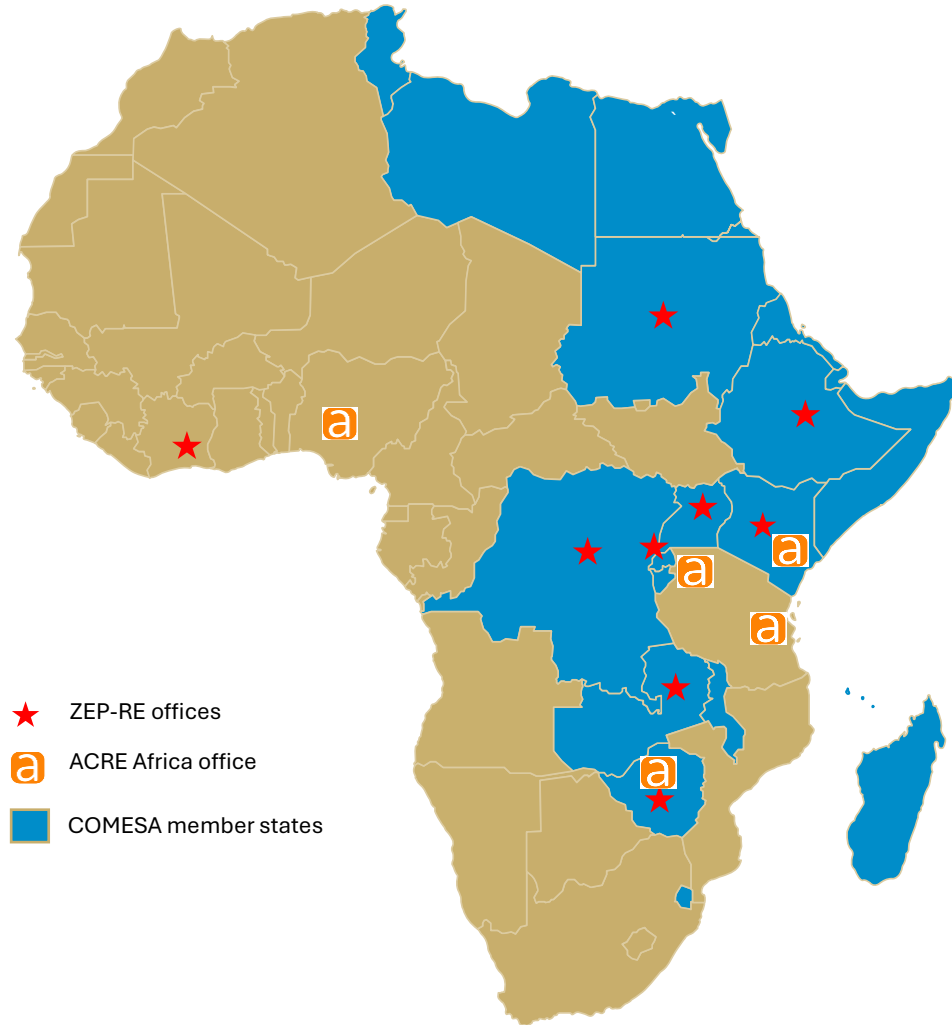 a
a
a
a
a
ZEP-RE offices
a ACRE Africa office
COMESA member states